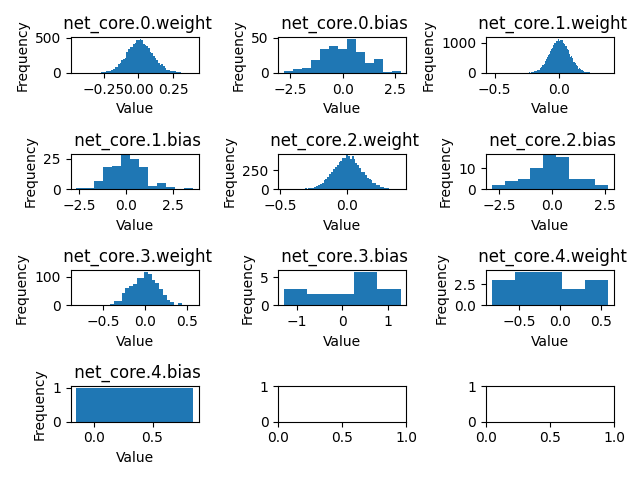 net_core.0.weight
net_core.0.bias
net_core.1.weight
Frequency
500
0
−0.25 0.00 0.25
Value
Frequency
50
25
0
−2.5 0.0 2.5
Value
Frequency
1000
0
−0.5 0.0
Value
net_core.1.bias
net_core.2.weight
net_core.2.bias
Frequency
25
0
−2.5 0.0 2.5
Value
Frequency
250
0
−0.5 0.0
Value
Frequency
10
0
−2.5 0.0 2.5
Value
net_core.3.weight
net_core.3.bias
net_core.4.weight
Frequency
100
0
−0.5 0.0 0.5
Value
Frequency
5
0
−1 0 1
Value
Frequency
2.5
0.0
−0.5 0.0 0.5
Value
net_core.4.bias
Frequency
1
0
0.0 0.5
Value
1
0
0.0 0.5 1.0
1
0
0.0 0.5 1.0